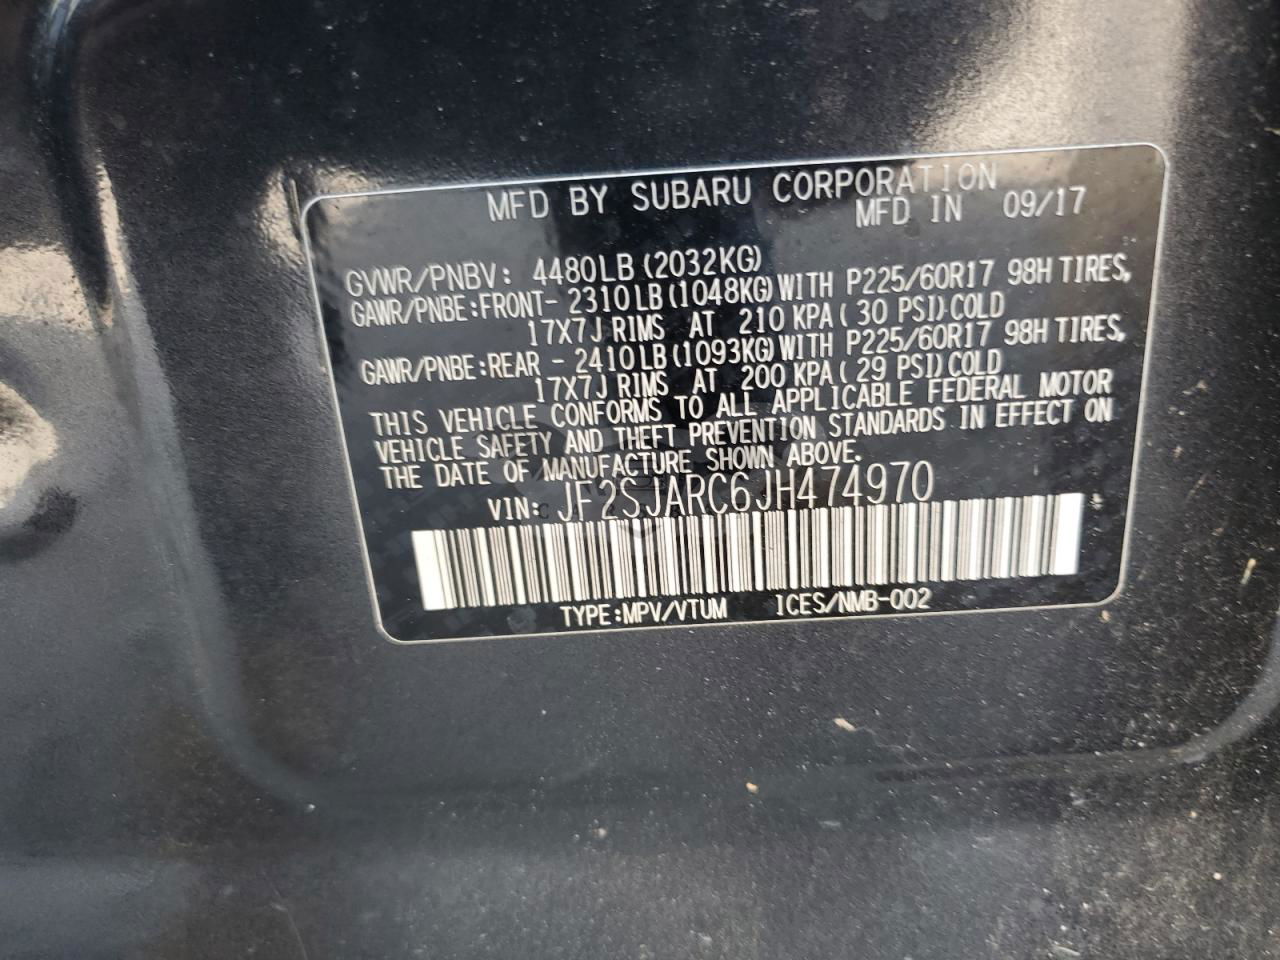 MFD BY SUBARU CORPORATION
MFD IN 09/17
GVWR/PNBV: 4480LB (2032KG)
GAWR/PNBE:FRONT- 2310LB (1048KG) WITH P225/60R17 98H TIRES,
17X7J RIMS AT 210 KPA ( 30 PSI) COLD
GAWR/PNBE:REAR - 2410LB (1093KG) WITH P225/60R17 98H TIRES,
17X7J RIMS AT 200 KPA ( 29 PSI) COLD
THIS VEHICLE CONFORMS TO ALL APPLICABLE FEDERAL MOTOR
VEHICLE SAFETY AND THEFT PREVENTION STANDARDS IN EFFECT ON
THE DATE OF MANUFACTURE SHOWN ABOVE.
VIN: JF2SJARC6JH474970
TYPE:MPV/VTUM ICES/NMB-002